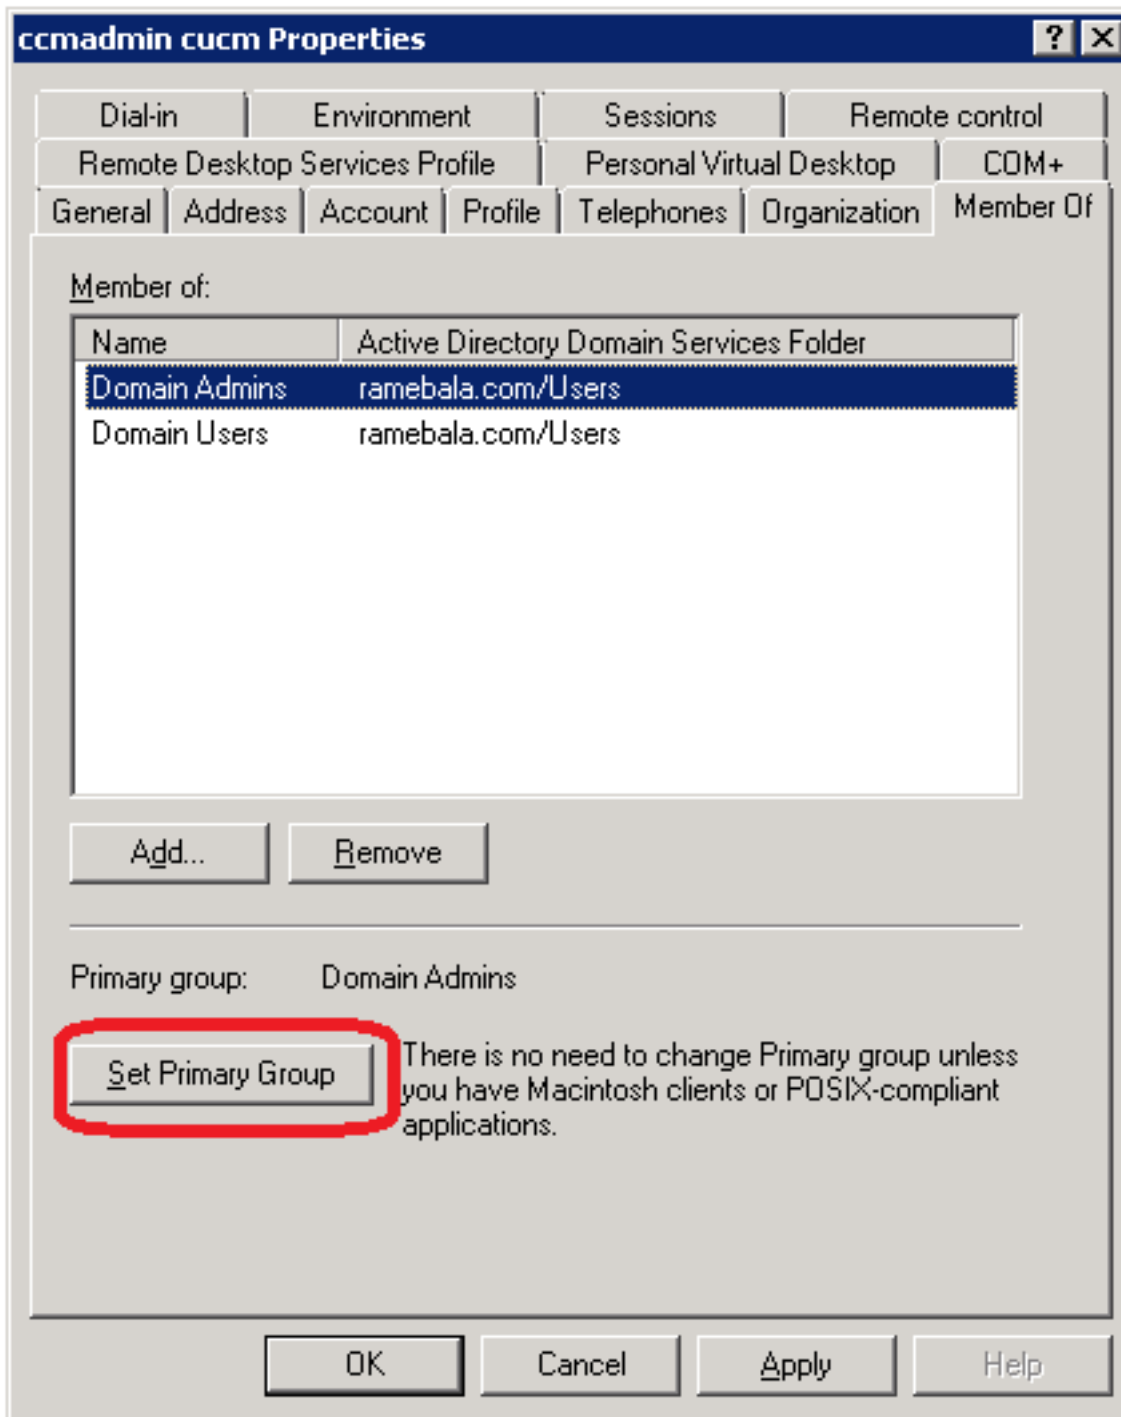 ccmadmin cucm Properties ? X
Dial-in Environment Sessions Remote control
Remote Desktop Services Profile Personal Virtual Desktop COM+
General Address Account Profile Telephones Organization Member Of
Member of:
Name Active Directory Domain Services Folder
Domain Admins ramebala.com/Users
Domain Users ramebala.com/Users
Add... Remove
Primary group: Domain Admins
Set Primary Group
There is no need to change Primary group unless
you have Macintosh clients or POSIX-compliant
applications.
OK Cancel Apply Help